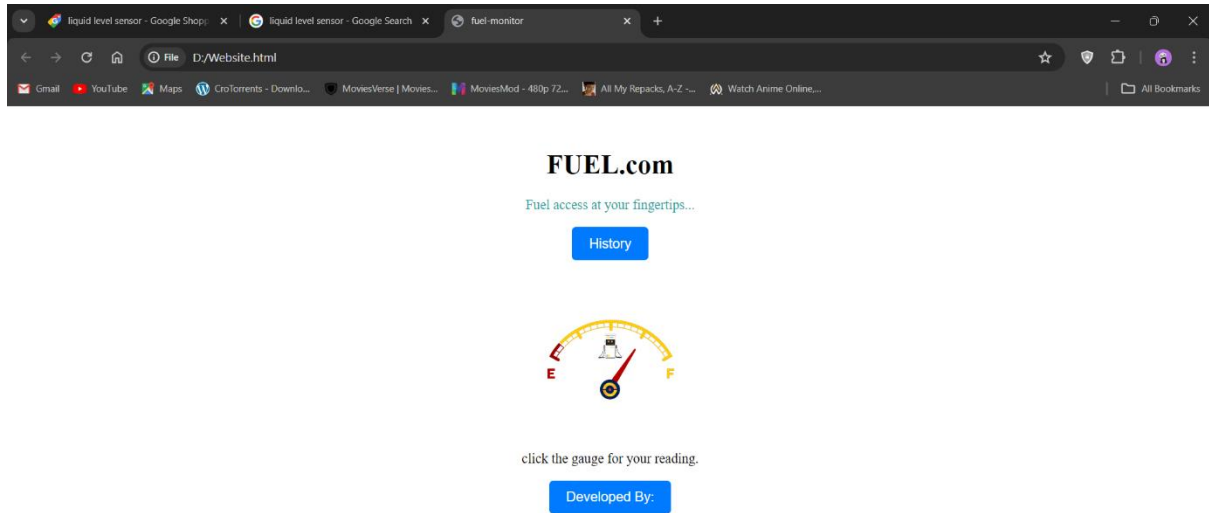 liquid level sensor - Google Shopp
liquid level sensor - Google Search
fuel-monitor
File D:/Website.html
Gmail YouTube Maps CroTorrents - Downlo... MoviesVerse | Movies... MoviesMod - 480p 72... All My Repacks, A-Z -... Watch Anime Online,... All Bookmarks
FUEL.com
Fuel access at your fingertips...
History
E F
click the gauge for your reading.
Developed By: